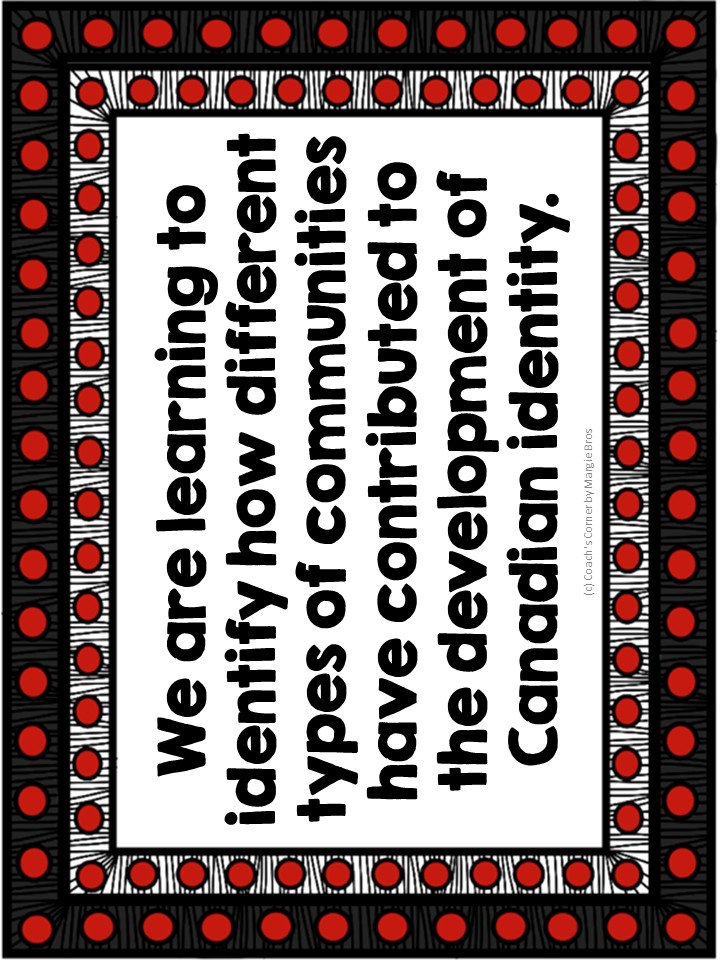 We are learning to
identify how different
types of communities
have contributed to
the development of
Canadian identity.
(c) Coach's Corner by Margie Bros